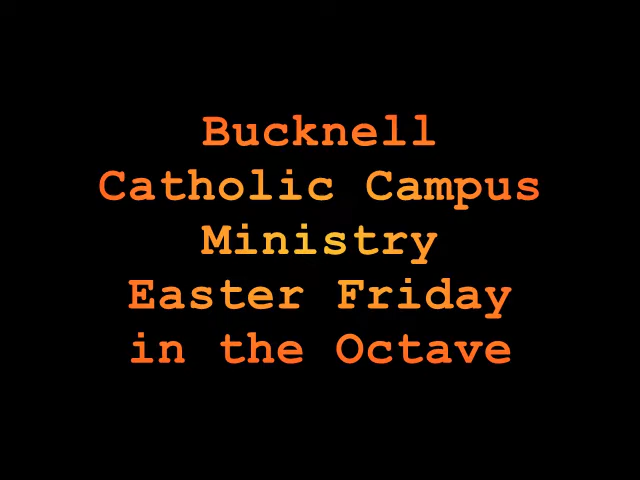 Bucknell
Catholic Campus
Ministry
Easter Friday
in the Octave